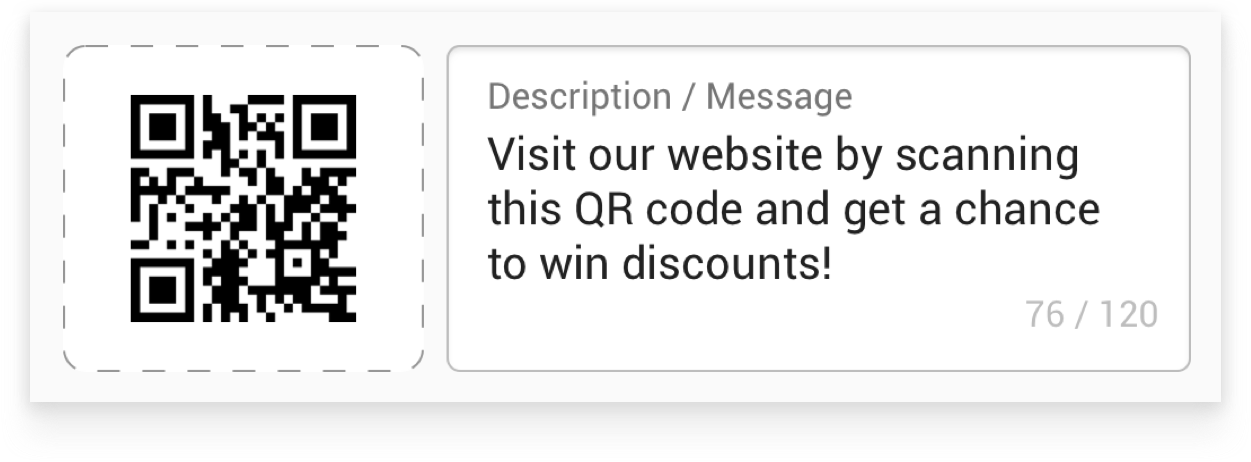 Description / Message
Visit our website by scanning
this QR code and get a chance
to win discounts!
76 / 120